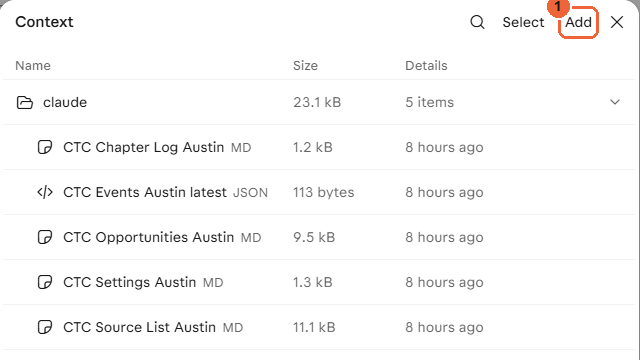 Context
Select
1
Add
Name Size Details
claude 23.1 kB 5 items
CTC Chapter Log Austin MD 1.2 kB 8 hours ago
CTC Events Austin latest JSON 113 bytes 8 hours ago
CTC Opportunities Austin MD 9.5 kB 8 hours ago
CTC Settings Austin MD 1.3 kB 8 hours ago
CTC Source List Austin MD 11.1 kB 8 hours ago